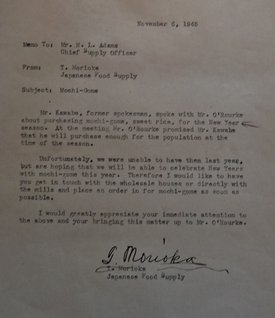 November 6, 1965
Memo To: Mr. H. L. Adams
Chief Supply Officer
From: T. Morioka
Japanese Food Supply
Subject: Mochi-Gome
Mr. Kawabe, former spokesman, spoke with Mr. O'Rourke
about purchasing mochi-gome, sweet rice, for the New Year
season. At the meeting Mr. O'Rourke promised Mr. Kawabe
that he will purchase enough for the population at the
time of the season.
Unfortunately, we were unable to have them last year,
but are hoping that we will be able to celebrate New Years
with mochi-gome this year. Therefore I would like to have
you get in touch with the wholesale houses or directly with
the mills and place an order in for mochi-gome as soon as
possible.
I would greatly appreciate your immediate attention to
the above and your bringing this matter up to Mr. O'Rourke.
T. Morioka
T. Morioka
Japanese Food Supply